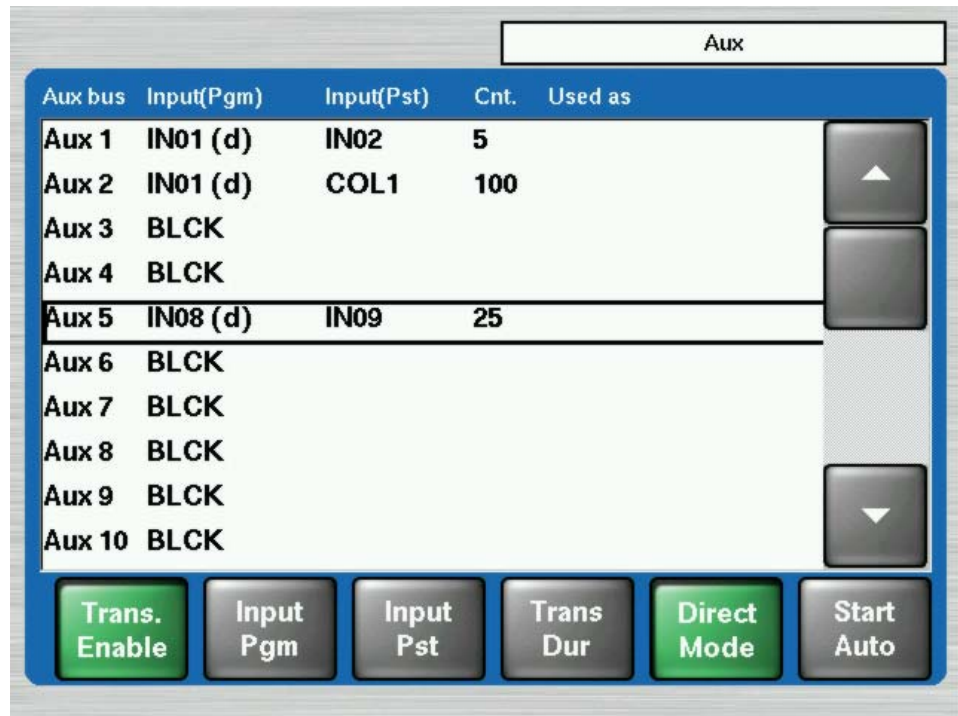 Aux
Aux bus Input(Pgm) Input(Pst) Cnt. Used as
Aux 1 IN01 (d) IN02 5
Aux 2 IN01 (d) COL1 100
Aux 3 BLCK
Aux 4 BLCK
Aux 5 IN08 (d) IN09 25
Aux 6 BLCK
Aux 7 BLCK
Aux 8 BLCK
Aux 9 BLCK
Aux 10 BLCK
Trans. Input Input Trans Direct Start
Enable Pgm Pst Dur Mode Auto